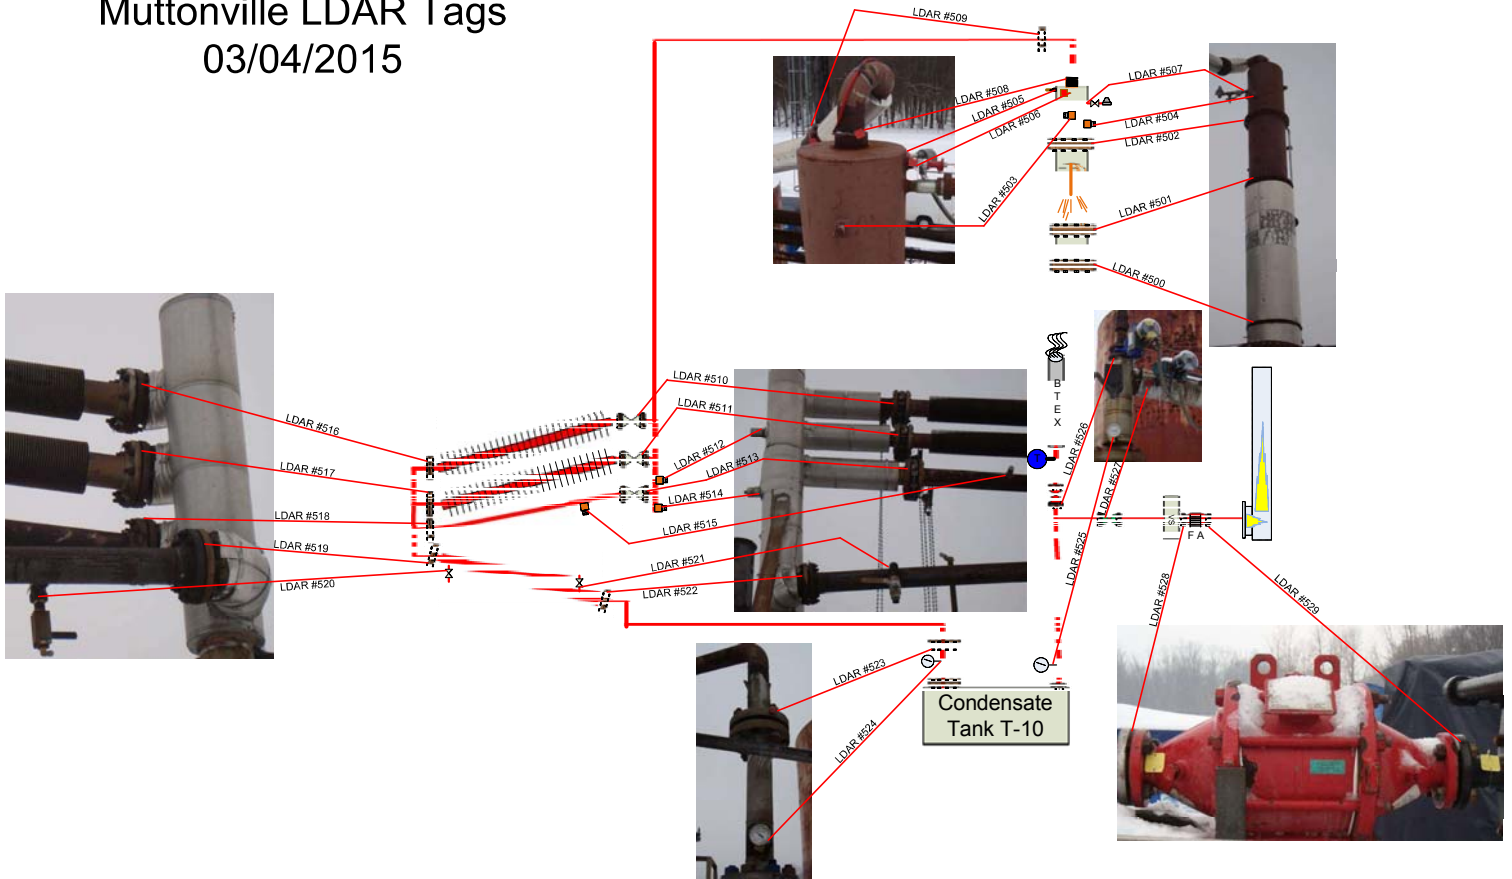 Muttonville LDAR Tags
03/04/2015
LDAR #509
LDAR #508
LDAR #505
LDAR #506
LDAR #503
LDAR #507
LDAR #504
LDAR #502
LDAR #501
LDAR #500
LDAR #516
LDAR #517
LDAR #518
LDAR #519
LDAR #520
LDAR #510
LDAR #511
LDAR #512
LDAR #513
LDAR #514
LDAR #515
LDAR #521
LDAR #522
BTEX
LDAR #526
LDAR #527
LDAR #525
VS
FA
LDAR #528
LDAR #529
LDAR #523
LDAR #524
Condensate
Tank T-10